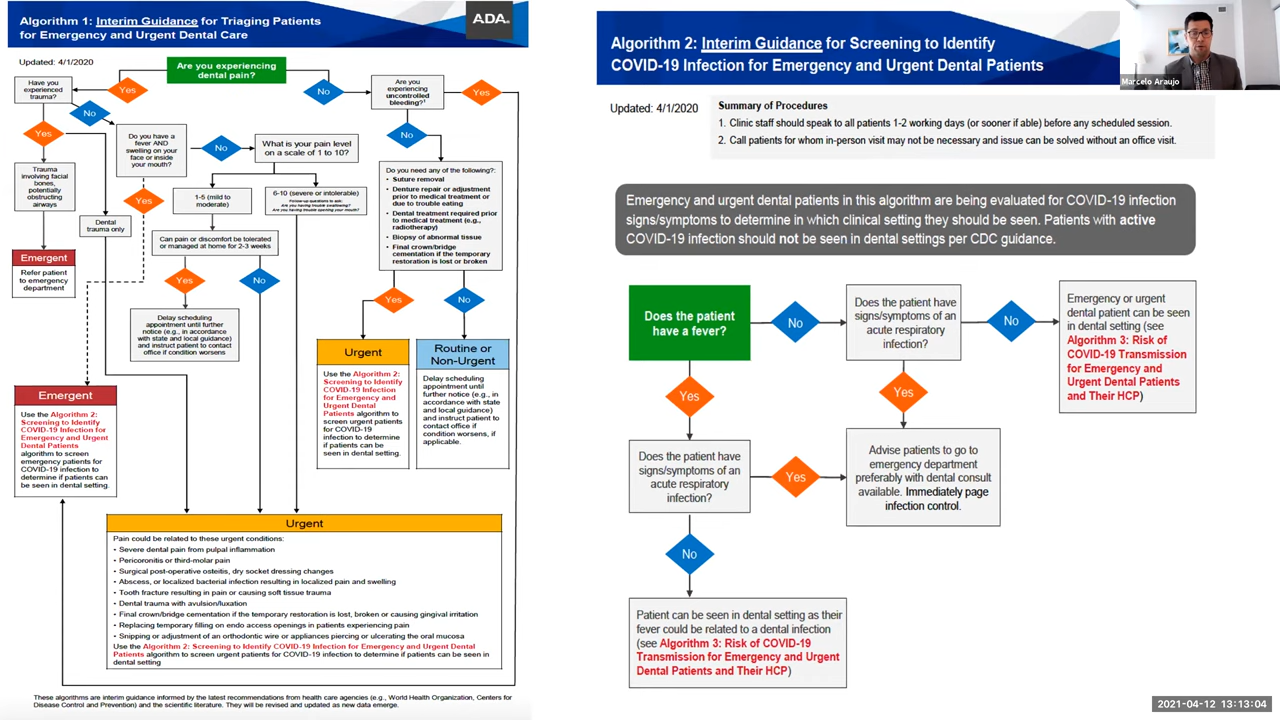 Algorithm 1: Interim Guidance for Triaging Patients
for Emergency and Urgent Dental Care
ADA
Updated: 4/1/2020
Are you experiencing
dental pain?
Have you
experienced
trauma?
Yes
No
Are you
experiencing
uncontrolled
bleeding?¹
Yes
No
Yes
Do you have a
fever AND
swelling on your
face or inside
your mouth?
No
What is your pain level
on a scale of 1 to 10?
No
Trauma
involving facial
bones,
potentially
obstructing
airways
Yes
1-5 (mild to
moderate)
6-10 (severe or intolerable)
Follow-up questions to ask:
Are you having trouble swallowing?
Are you having trouble opening your mouth?
Do you need any of the following?:
• Suture removal
• Denture repair or adjustment
prior to medical treatment or
due to trouble eating
• Dental treatment required prior
to medical treatment (e.g.,
radiotherapy)
• Biopsy of abnormal tissue
• Final crown/bridge
cementation if the temporary
restoration is lost or broken
Dental
trauma only
Can pain or discomfort be tolerated
or managed at home for 2-3 weeks
Emergent
Refer patient
to emergency
department
Yes
No
Yes
No
Delay scheduling
appointment until further
notice (e.g., in accordance
with state and local guidance)
and instruct patient to contact
office if condition worsens
Urgent
Use the Algorithm 2:
Screening to Identify
COVID-19 Infection
for Emergency and
Urgent Dental
Patients algorithm to
screen urgent patients
for COVID-19
infection to determine
if patients can be
seen in dental setting.
Routine or
Non-Urgent
Delay scheduling
appointment until
further notice (e.g., in
accordance with state
and local guidance)
and instruct patient to
contact office if
condition worsens, if
applicable.
Emergent
Use the Algorithm 2:
Screening to Identify
COVID-19 Infection for
Emergency and Urgent
Dental Patients
algorithm to screen
emergency patients for
COVID-19 infection to
determine if patients can
be seen in dental setting.
Urgent
Pain could be related to these urgent conditions:
• Severe dental pain from pulpal inflammation
• Pericoronitis or third-molar pain
• Surgical post-operative osteitis, dry socket dressing changes
• Abscess, or localized bacterial infection resulting in localized pain and swelling
• Tooth fracture resulting in pain or causing soft tissue trauma
• Dental trauma with avulsion/luxation
• Final crown/bridge cementation if the temporary restoration is lost, broken or causing gingival irritation
• Replacing temporary filling on endo access openings in patients experiencing pain
• Snipping or adjustment of an orthodontic wire or appliances piercing or ulcerating the oral mucosa
Use the Algorithm 2: Screening to Identify COVID-19 Infection for Emergency and Urgent Dental
Patients algorithm to screen urgent patients for COVID-19 infection to determine if patients can be seen in
dental setting
These algorithms are interim guidance informed by the latest recommendations from health care agencies (e.g., World Health Organization, Centers for
Disease Control and Prevention) and the scientific literature. They will be revised and updated as new data emerge.
Algorithm 2: Interim Guidance for Screening to Identify
COVID-19 Infection for Emergency and Urgent Dental Patients
Marcelo Araujo
Updated: 4/1/2020
Summary of Procedures
1. Clinic staff should speak to all patients 1-2 working days (or sooner if able) before any scheduled session.
2. Call patients for whom in-person visit may not be necessary and issue can be solved without an office visit.
Emergency and urgent dental patients in this algorithm are being evaluated for COVID-19 infection
signs/symptoms to determine in which clinical setting they should be seen. Patients with active
COVID-19 infection should not be seen in dental settings per CDC guidance.
Does the patient
have a fever?
No
Does the patient have
signs/symptoms of an
acute respiratory
infection?
No
Emergency or urgent
dental patient can be seen
in dental setting (see
Algorithm 3: Risk of
COVID-19 Transmission
for Emergency and
Urgent Dental Patients
and Their HCP)
Yes
Yes
Does the patient have
signs/symptoms of an
acute respiratory
infection?
Yes
Advise patients to go to
emergency department
preferably with dental consult
available. Immediately page
infection control.
No
Patient can be seen in dental setting as their
fever could be related to a dental infection
(see Algorithm 3: Risk of COVID-19
Transmission for Emergency and Urgent
Dental Patients and Their HCP)
2021-04-12 13:13:04